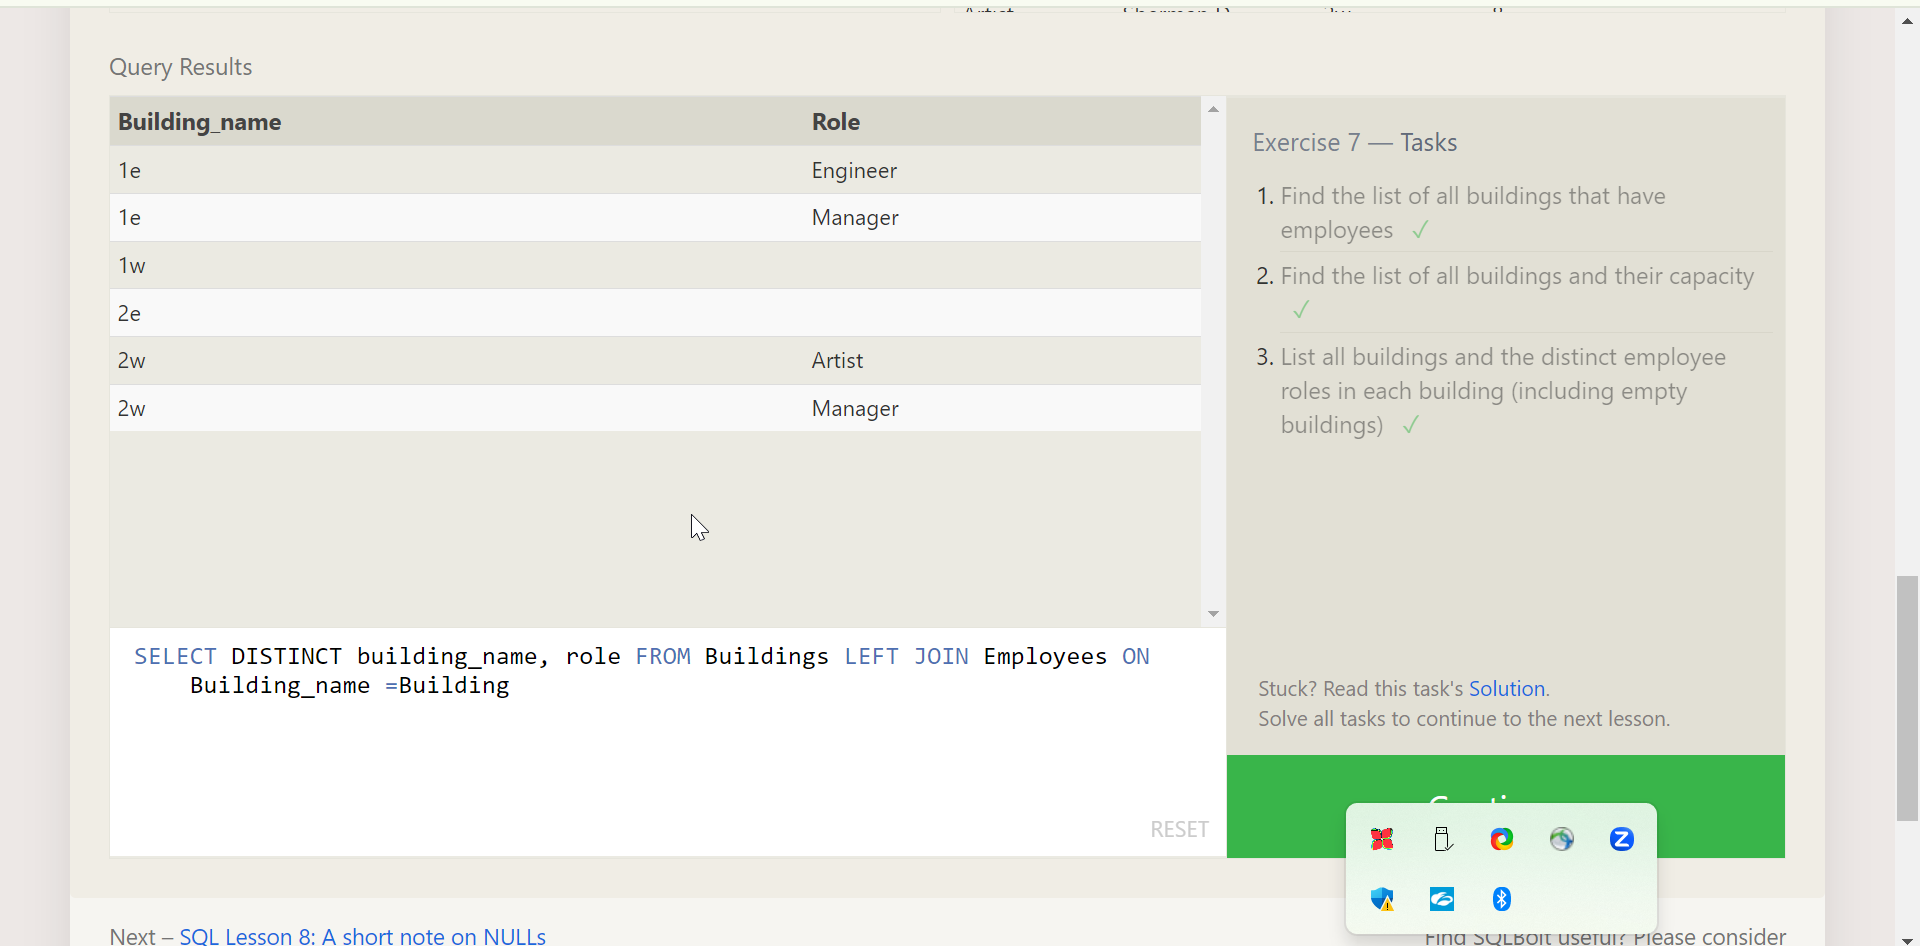 Query Results
Building_name Role
1e Engineer
1e Manager
1w
2e
2w Artist
2w Manager
SELECT DISTINCT building_name, role FROM Buildings LEFT JOIN Employees ON
Building_name =Building
RESET
Exercise 7 — Tasks
1. Find the list of all buildings that have
employees ✓
2. Find the list of all buildings and their capacity
✓
3. List all buildings and the distinct employee
roles in each building (including empty
buildings) ✓
Stuck? Read this task's Solution.
Solve all tasks to continue to the next lesson.
Next – SQL Lesson 8: A short note on NULLs
Find SQLBolt useful? Please consider